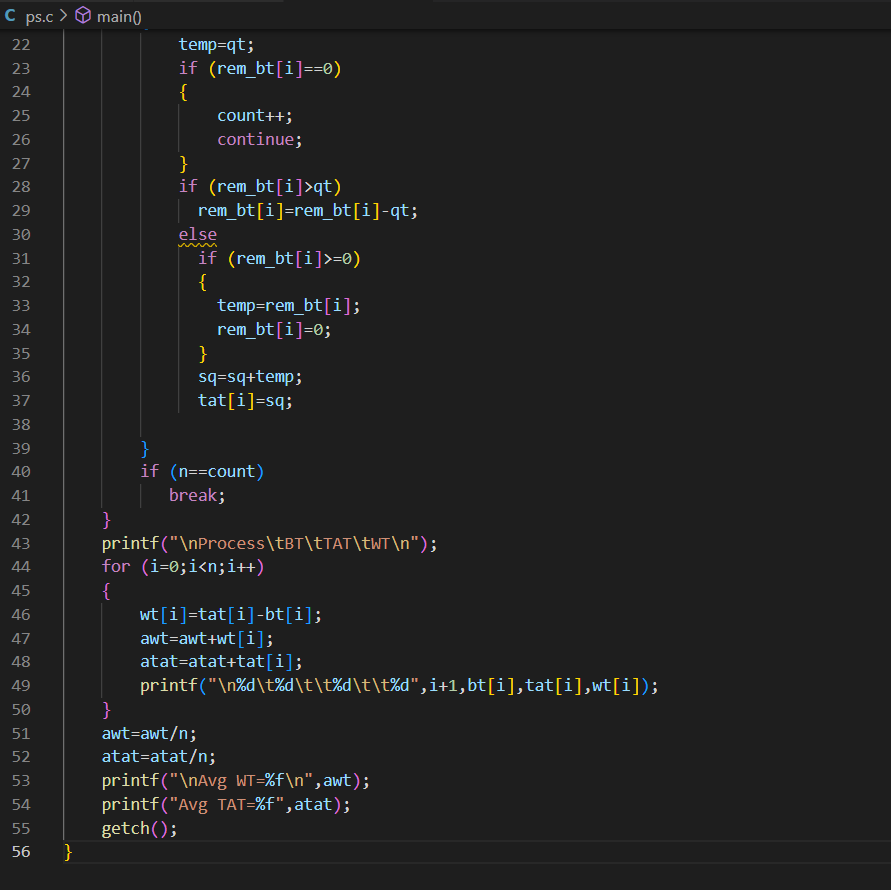 C ps.c > main()
22 temp=qt;
23 if (rem_bt[i]==0)
24 {
25 count++;
26 continue;
27 }
28 if (rem_bt[i]>qt)
29 rem_bt[i]=rem_bt[i]-qt;
30 else
31 if (rem_bt[i]>=0)
32 {
33 temp=rem_bt[i];
34 rem_bt[i]=0;
35 }
36 sq=sq+temp;
37 tat[i]=sq;
38
39 }
40 if (n==count)
41 break;
42 }
43 printf("\nProcess\tBT\tTAT\tWT\n");
44 for (i=0;i<n;i++)
45 {
46 wt[i]=tat[i]-bt[i];
47 awt=awt+wt[i];
48 atat=atat+tat[i];
49 printf("\n%d\t%d\t\t%d\t\t%d",i+1,bt[i],tat[i],wt[i]);
50 }
51 awt=awt/n;
52 atat=atat/n;
53 printf("\nAvg WT=%f\n",awt);
54 printf("Avg TAT=%f",atat);
55 getch();
56 }